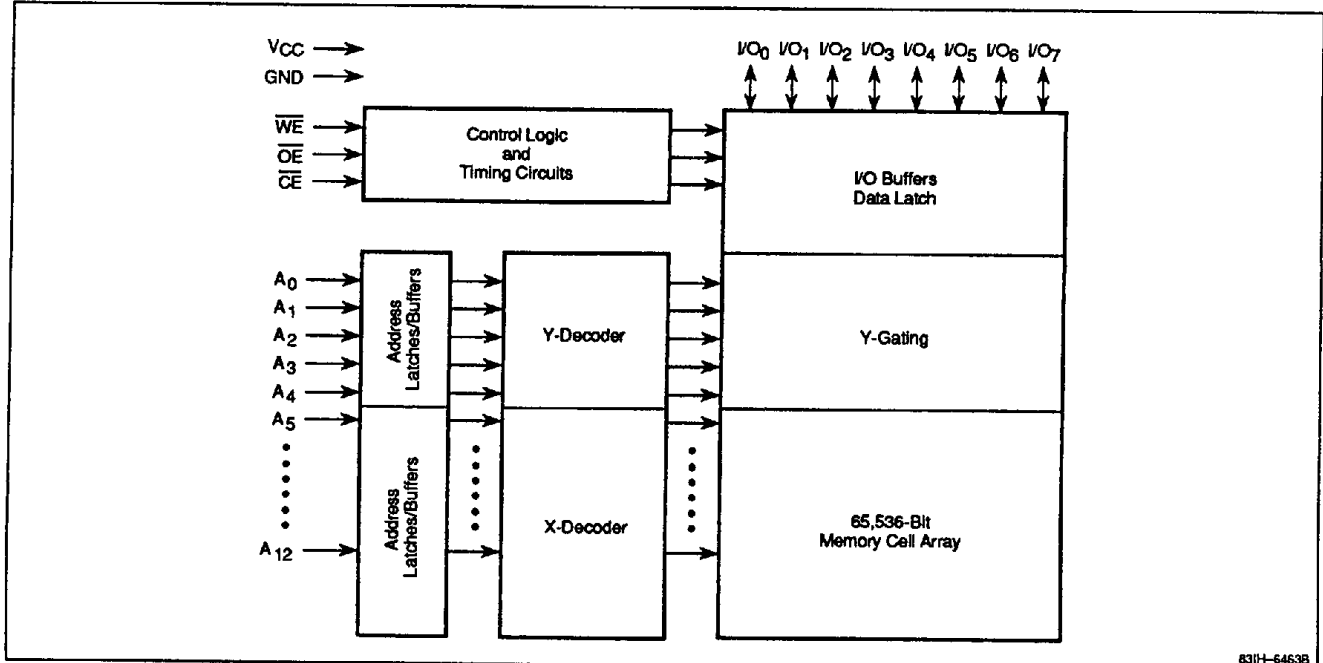 VCC
GND
WE
OE
CE
Control Logic
and
Timing Circuits
I/O0 I/O1 I/O2 I/O3 I/O4 I/O5 I/O6 I/O7
I/O Buffers
Data Latch
A0
A1
A2
A3
A4
A5
A12
Address
Latches/Buffers
Address
Latches/Buffers
Y-Decoder
X-Decoder
Y-Gating
65,536-Bit
Memory Cell Array
83IH-6463B